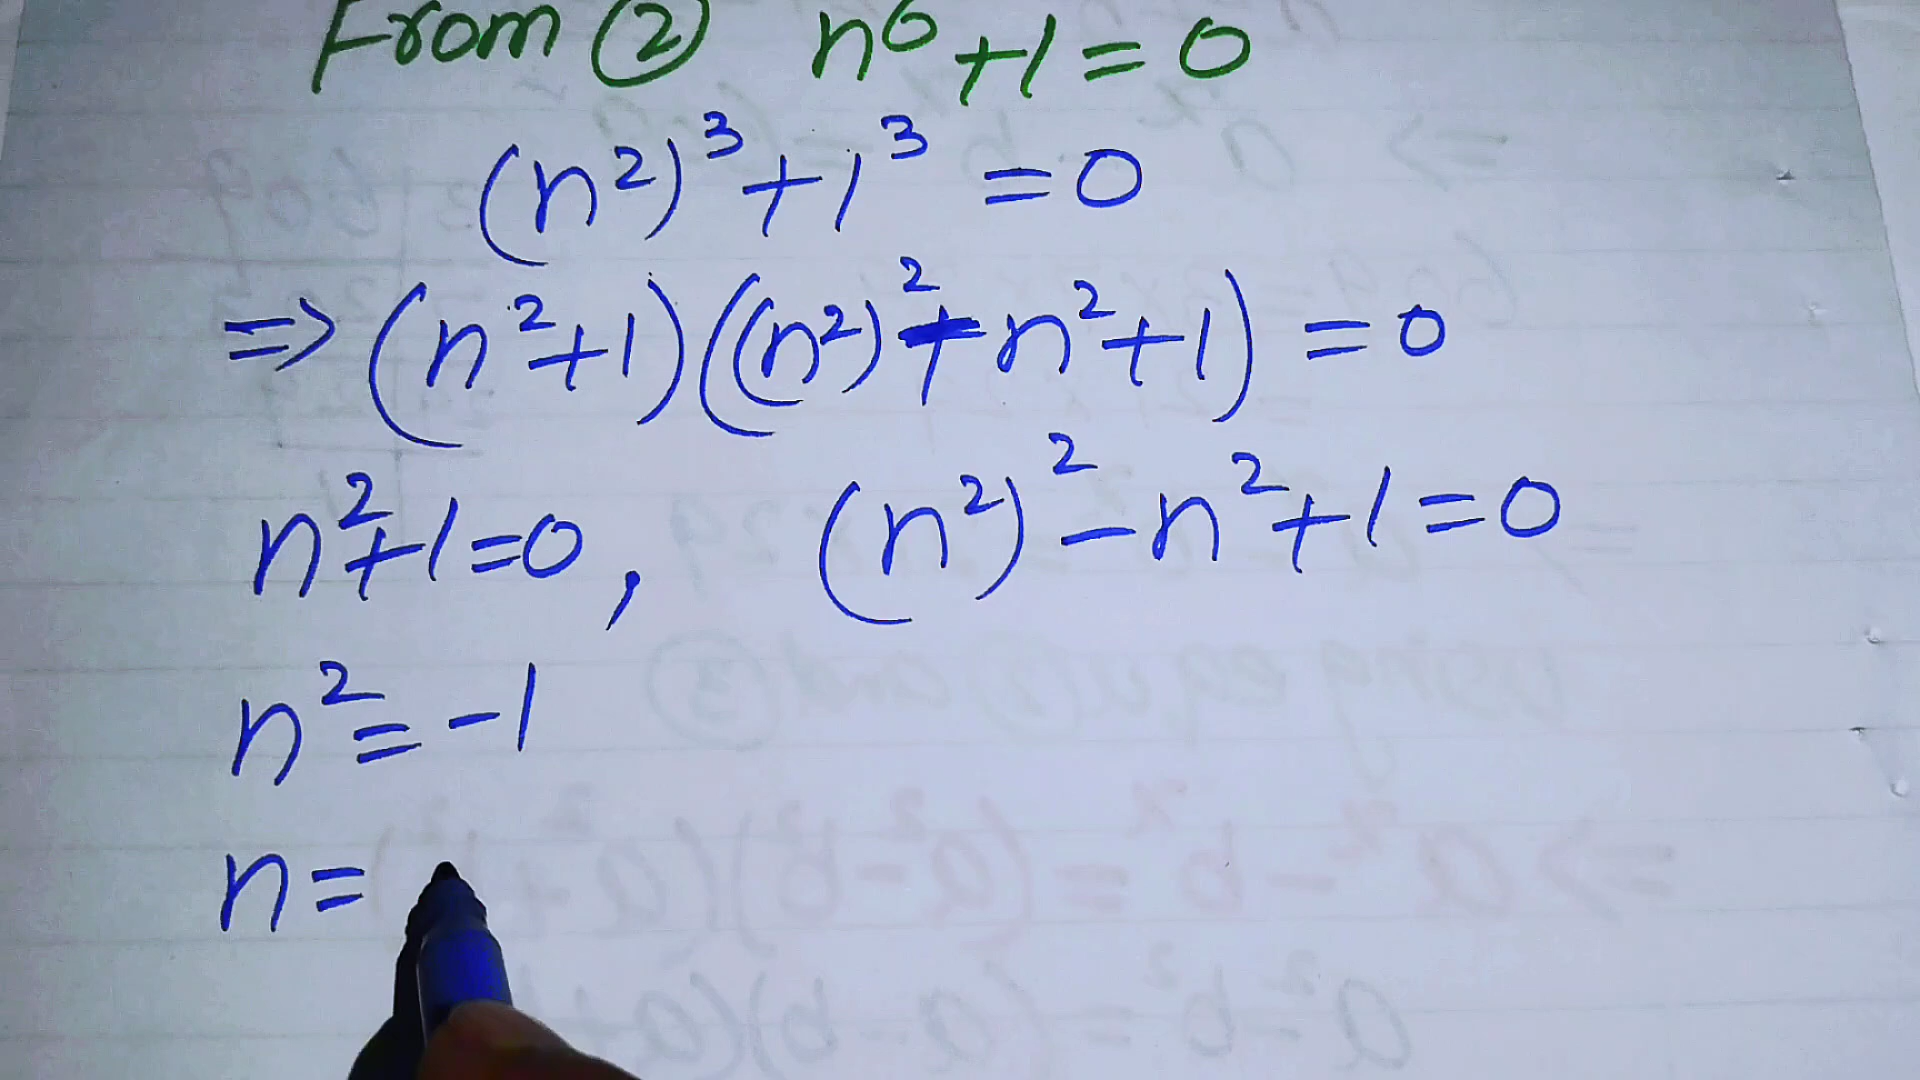 From ② n⁶+1=0
(n²)³+1³=0
⇒(n²+1)((n²)²-n²+1)=0
n²+1=0, (n²)²-n²+1=0
n²=-1
n=